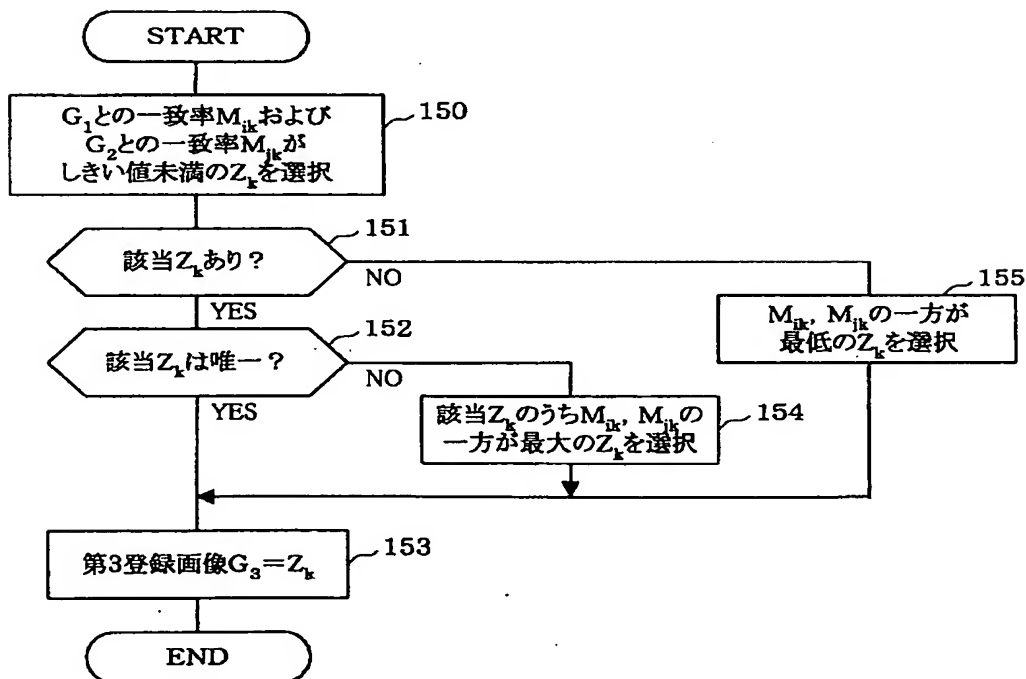 START
G₁との一致率Mᵢₖおよび
G₂との一致率Mⱼₖが
しきい値未満のZₖを選択
150
151
該当Zₖあり?
NO
YES
155
Mᵢₖ, Mⱼₖの一方が
最低のZₖを選択
152
該当Zₖは唯一?
NO
YES
154
該当ZₖのうちMᵢₖ, Mⱼₖの
一方が最大のZₖを選択
第3登録画像G₃=Zₖ
153
END